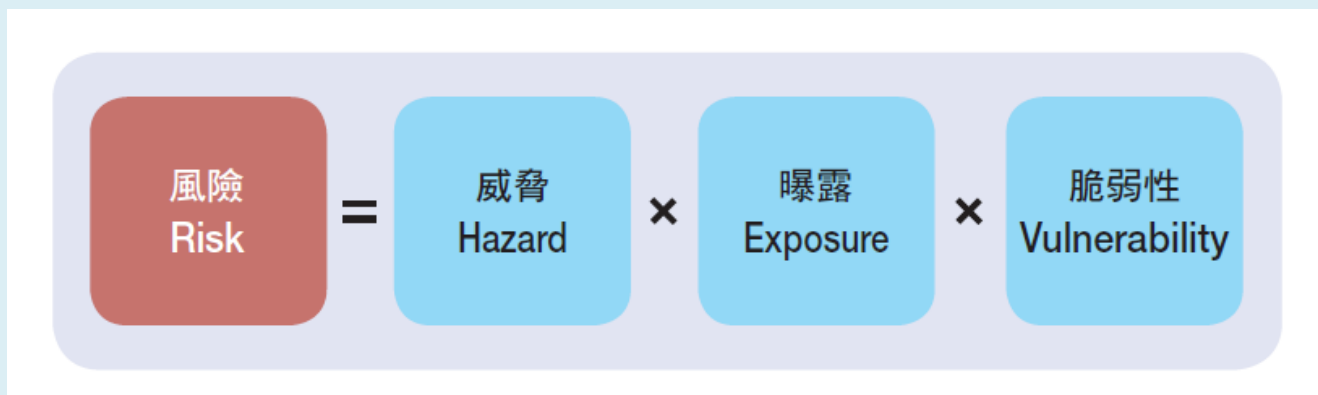 風險
Risk
=
威脅
Hazard
×
曝露
Exposure
×
脆弱性
Vulnerability